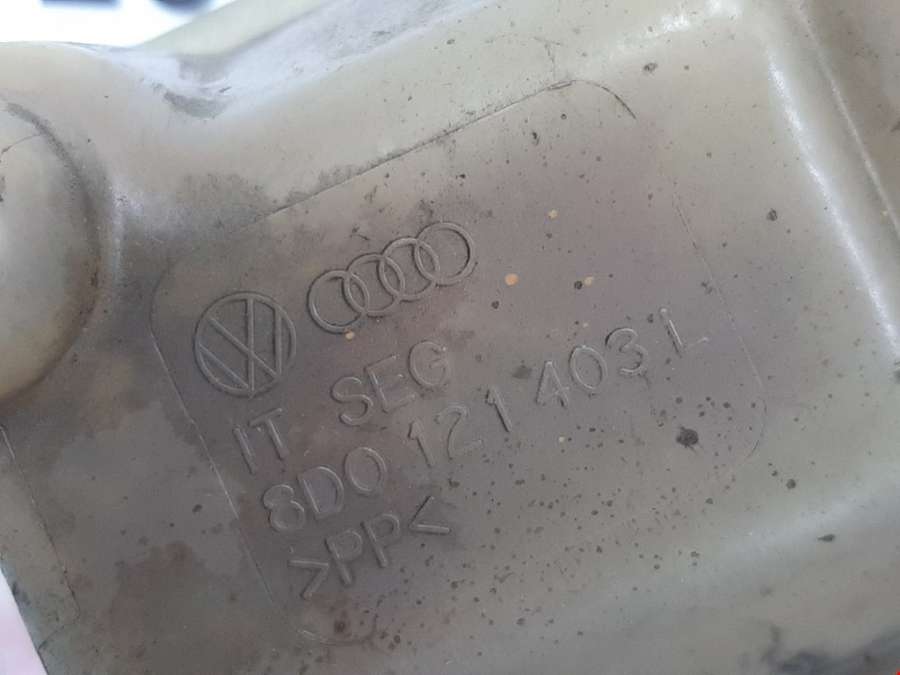 IT SEG
8D0 121 403 L
>PP<